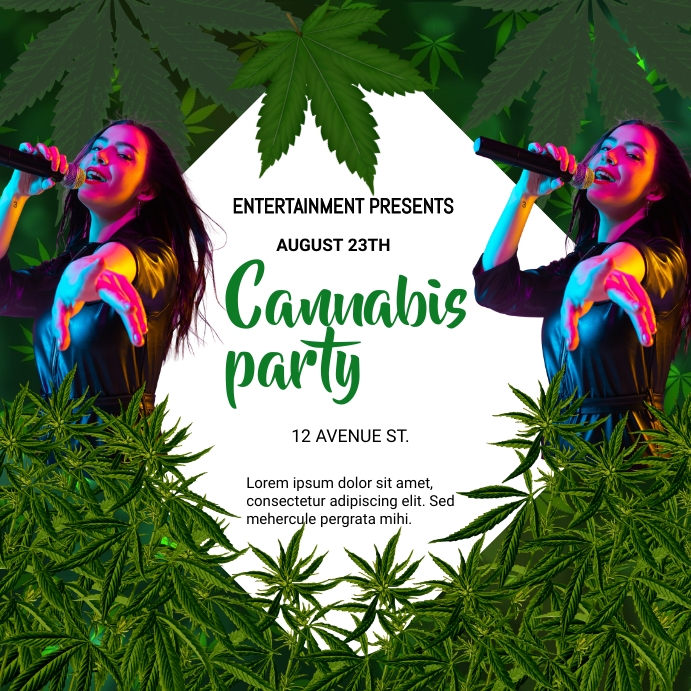 ENTERTAINMENT PRESENTS
AUGUST 23TH
Cannabis
party
12 AVENUE ST.
Lorem ipsum dolor sit amet,
consectetur adipiscing elit. Sed
mehercule pergrata mihi.